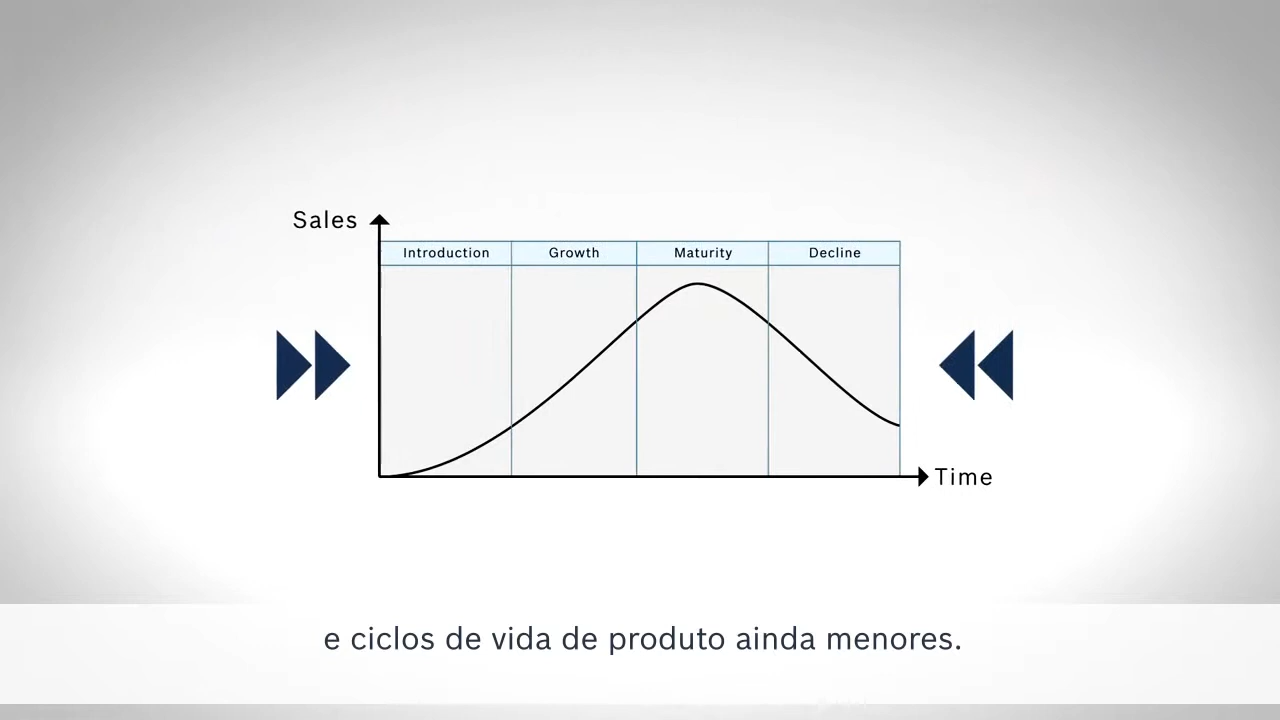 Sales
Introduction Growth Maturity Decline
Time
e ciclos de vida de produto ainda menores.